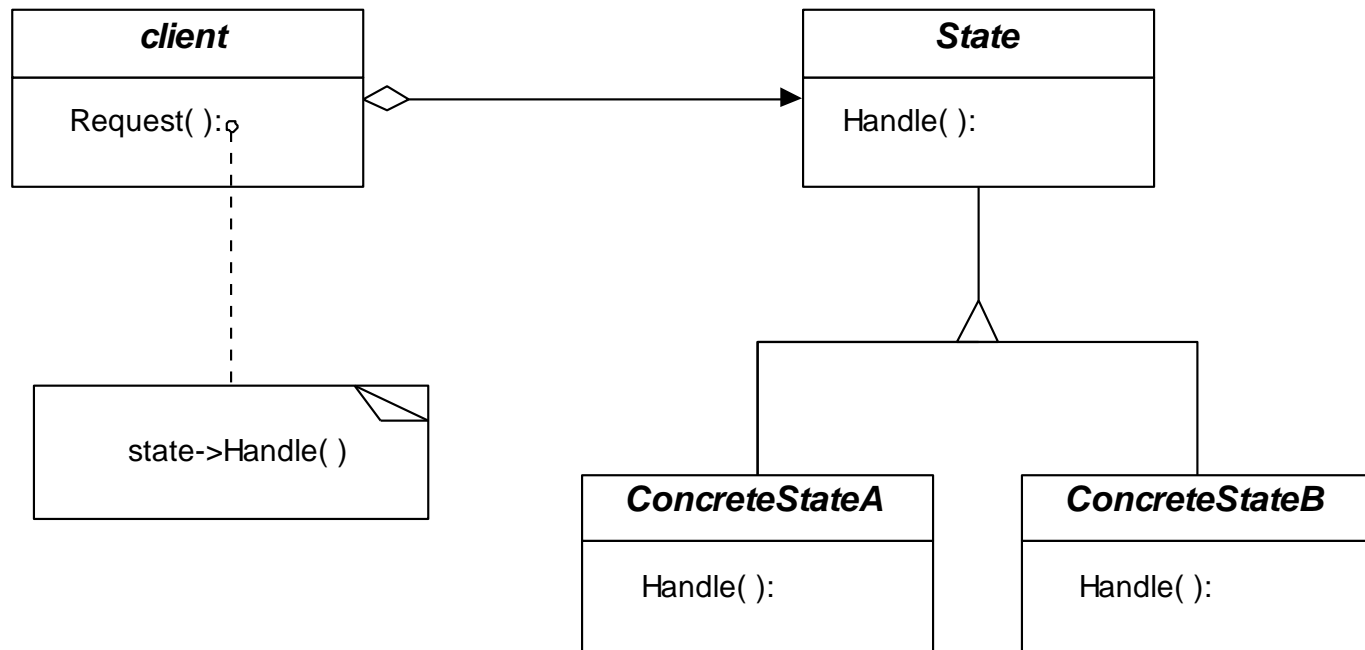 client
State
Request( ):
Handle( ):
state->Handle( )
ConcreteStateA
ConcreteStateB
Handle( ):
Handle( ):